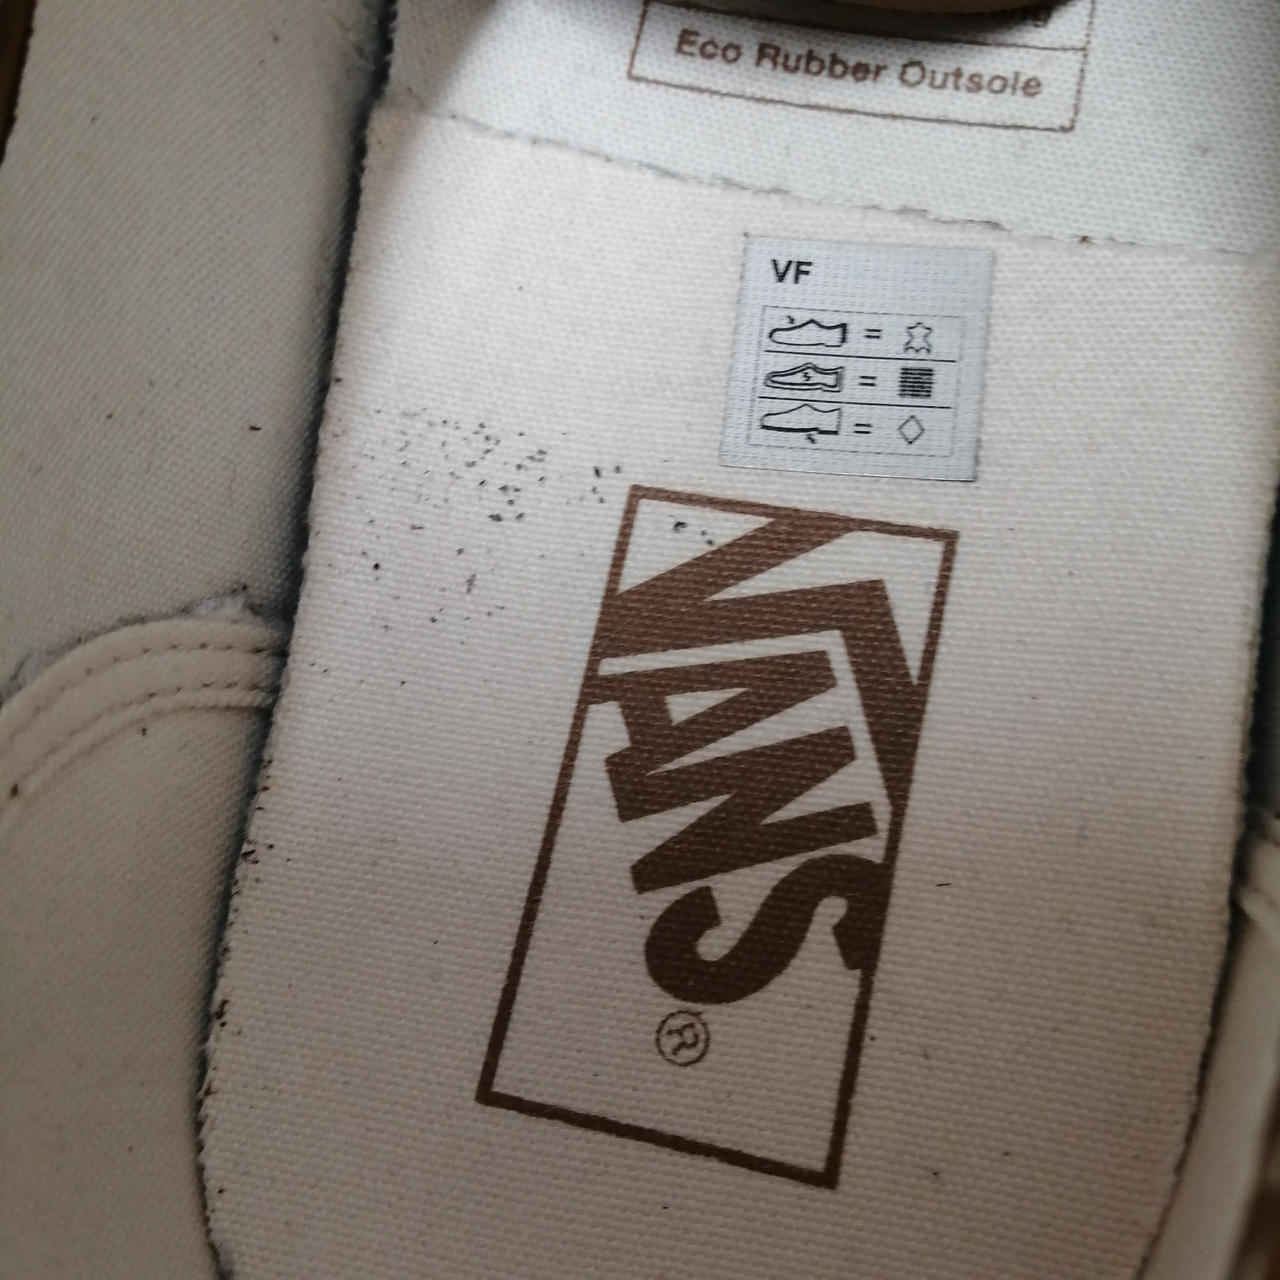 Eco Rubber Outsole
VF
=
=
=
VANS
®